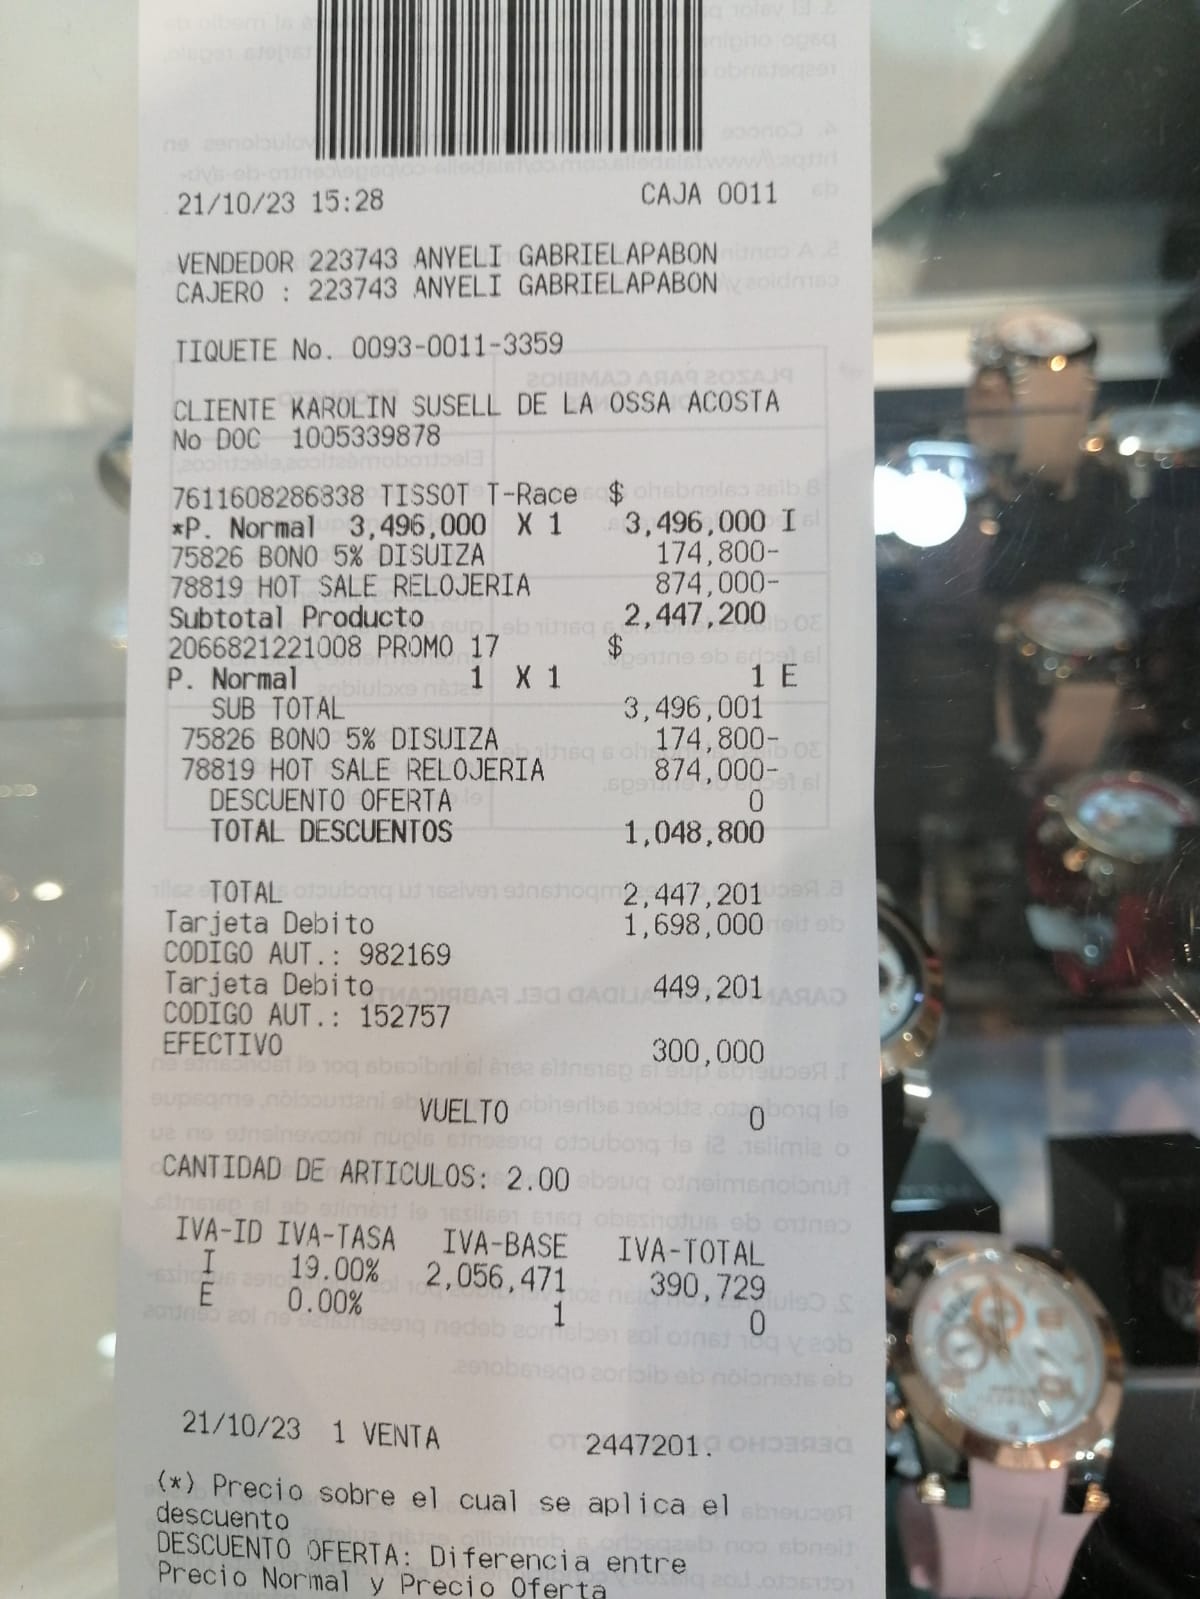 21/10/23 15:28 CAJA 0011
VENDEDOR 223743 ANYELI GABRIELAPABON
CAJERO : 223743 ANYELI GABRIELAPABON
TIQUETE No. 0093-0011-3359
CLIENTE KAROLIN SUSELL DE LA OSSA ACOSTA
No DOC 1005339878
7611608286838 TISSOT T-Race $
*P. Normal 3,496,000 X 1 3,496,000 I
75826 BONO 5% DISUIZA 174,800-
78819 HOT SALE RELOJERIA 874,000-
Subtotal Producto 2,447,200
2066821221008 PROMO 17 $
P. Normal 1 X 1 1 E
SUB TOTAL 3,496,001
75826 BONO 5% DISUIZA 174,800-
78819 HOT SALE RELOJERIA 874,000-
DESCUENTO OFERTA 0
TOTAL DESCUENTOS 1,048,800
TOTAL 2,447,201
Tarjeta Debito 1,698,000
CODIGO AUT.: 982169
Tarjeta Debito 449,201
CODIGO AUT.: 152757
EFECTIVO 300,000
VUELTO 0
CANTIDAD DE ARTICULOS: 2.00
IVA-ID IVA-TASA IVA-BASE IVA-TOTAL
I 19.00% 2,056,471 390,729
E 0.00% 1 0
21/10/23 1 VENTA 2447201.
(*) Precio sobre el cual se aplica el
descuento
DESCUENTO OFERTA: Diferencia entre
Precio Normal y Precio Oferta